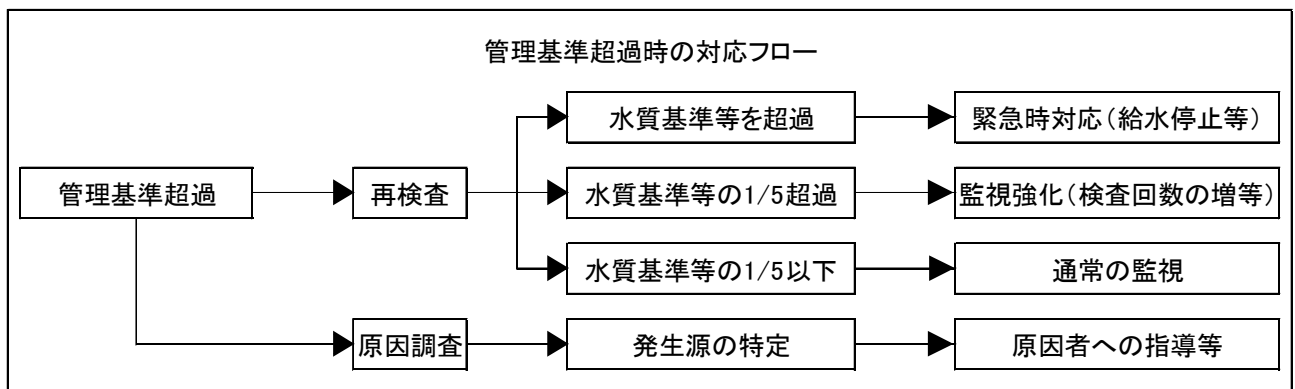 管理基準超過時の対応フロー
水質基準等を超過
緊急時対応(給水停止等)
管理基準超過
再検査
水質基準等の1/5超過
監視強化(検査回数の増等)
水質基準等の1/5以下
通常の監視
原因調査
発生源の特定
原因者への指導等